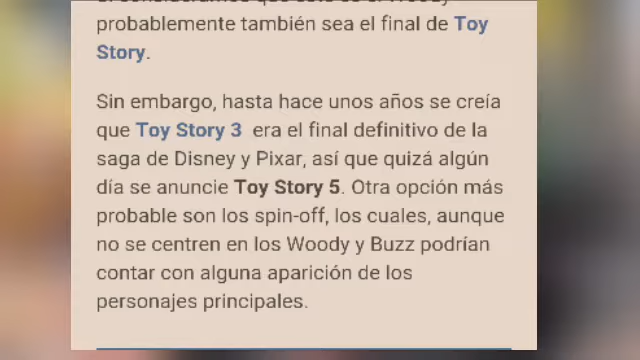 probablemente también sea el final de Toy
Story.
Sin embargo, hasta hace unos años se creía
que Toy Story 3 era el final definitivo de la
saga de Disney y Pixar, así que quizá algún
día se anuncie Toy Story 5. Otra opción más
probable son los spin-off, los cuales, aunque
no se centren en los Woody y Buzz podrían
contar con alguna aparición de los
personajes principales.